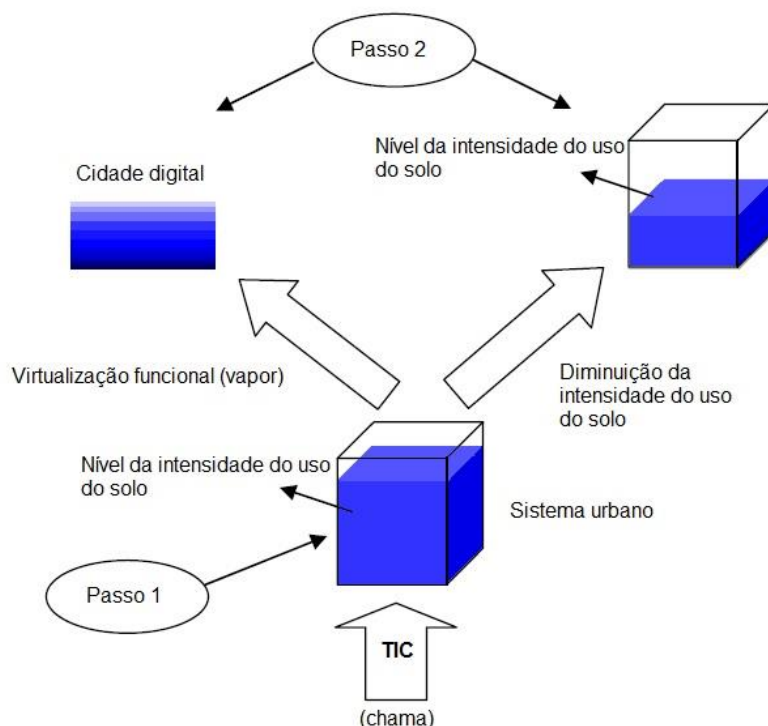 Passo 2
Nível da intensidade do uso
do solo
Cidade digital
Virtualização funcional (vapor)
Diminuição da
intensidade do uso
do solo
Nível da intensidade do uso
do solo
Sistema urbano
Passo 1
TIC
(chama)